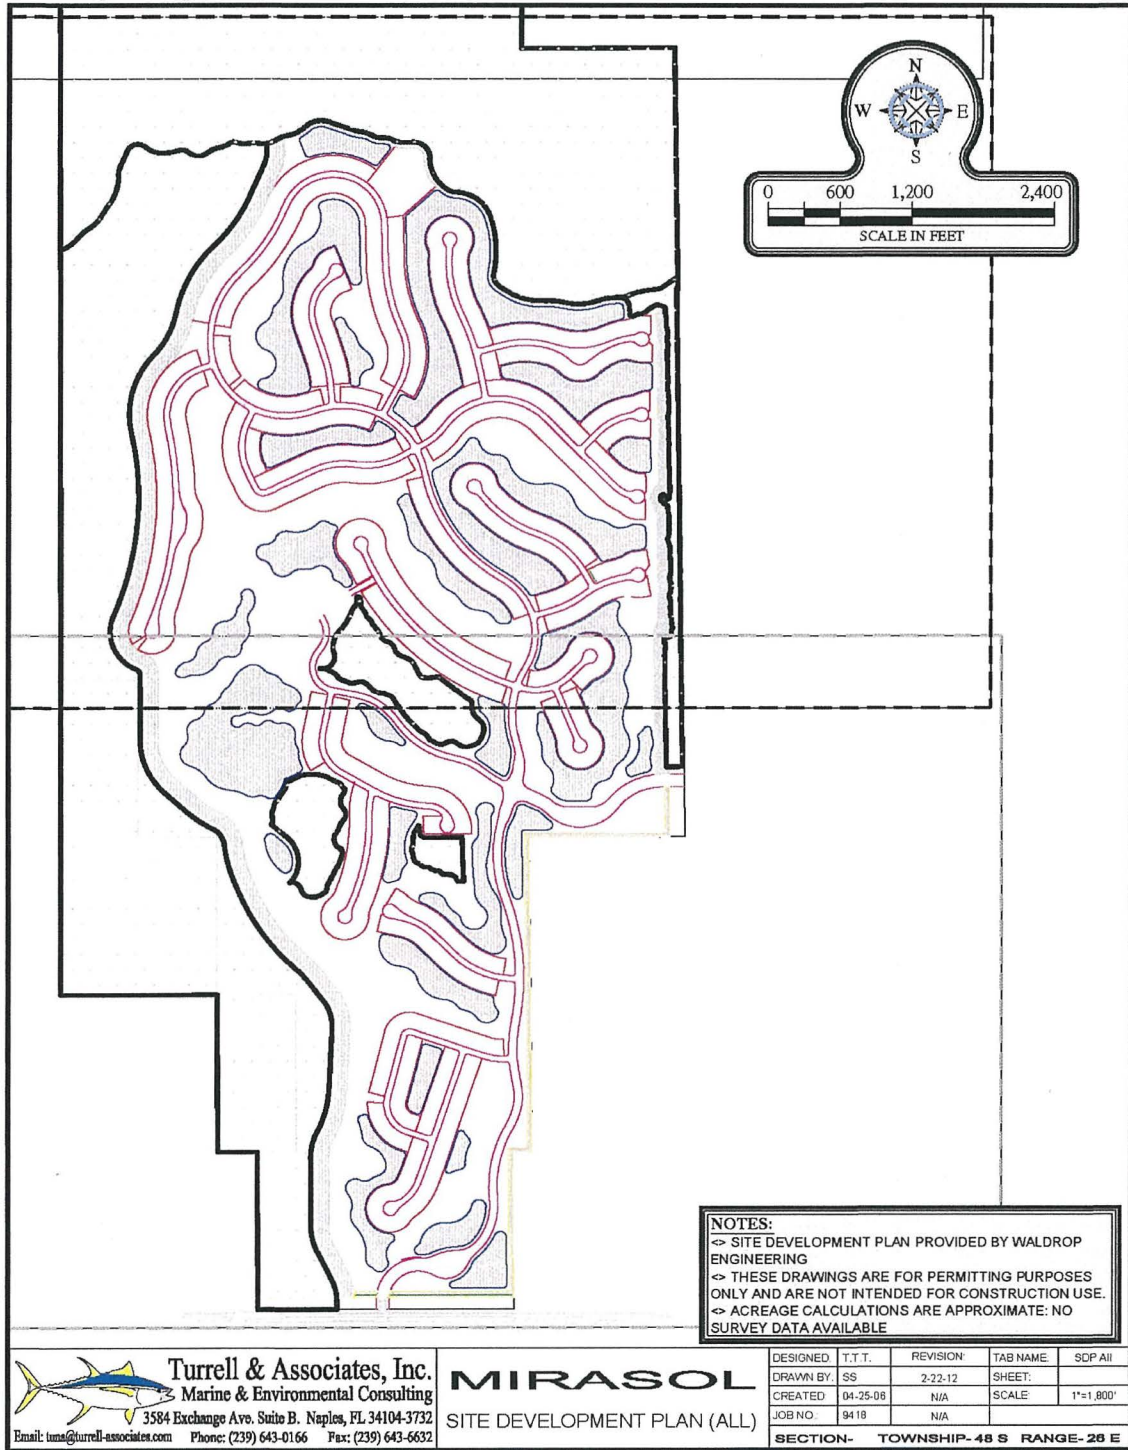 N
W E
S
0 600 1,200 2,400
SCALE IN FEET
NOTES:
<> SITE DEVELOPMENT PLAN PROVIDED BY WALDROP
ENGINEERING
<> THESE DRAWINGS ARE FOR PERMITTING PURPOSES
ONLY AND ARE NOT INTENDED FOR CONSTRUCTION USE.
<> ACREAGE CALCULATIONS ARE APPROXIMATE: NO
SURVEY DATA AVAILABLE
Turrell & Associates, Inc.
Marine & Environmental Consulting
3584 Exchange Ave. Suite B. Naples, FL 34104-3732
Email: tuna@turrell-associates.com Phone: (239) 643-0166 Fax: (239) 643-6632
MIRASOL
SITE DEVELOPMENT PLAN (ALL)
DESIGNED: T.T.T. REVISION: TAB NAME: SDP All
DRAWN BY: SS 2-22-12 SHEET:
CREATED: 04-25-06 N/A SCALE: 1"=1,800'
JOB NO.: 9418 N/A
SECTION- TOWNSHIP- 48 S RANGE- 26 E